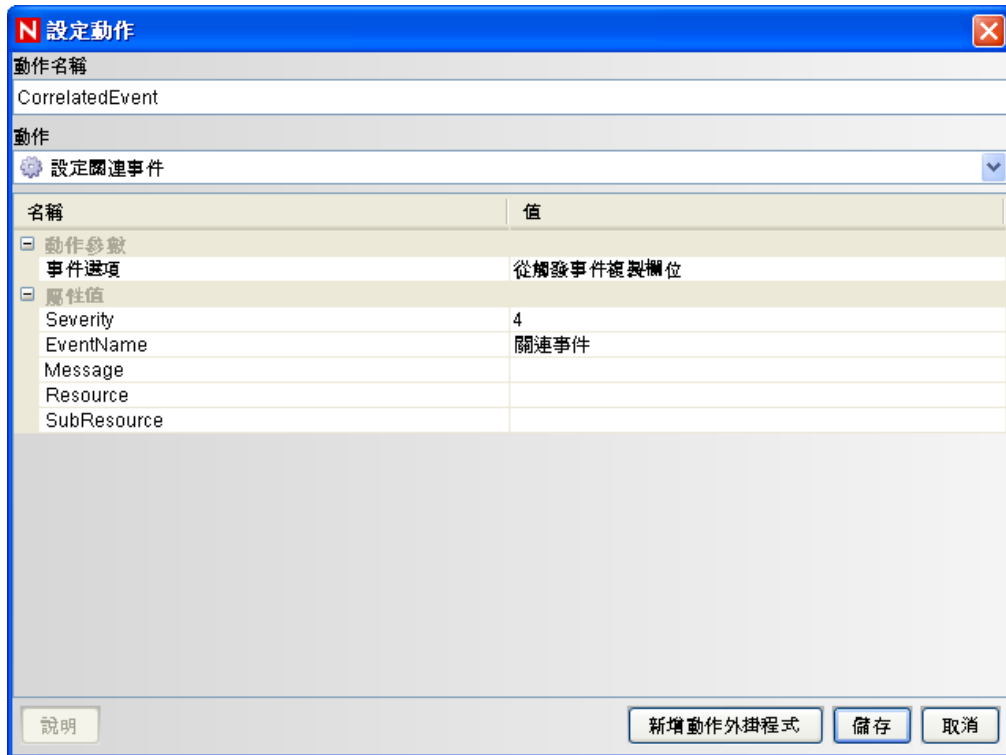 N 設定動作
動作名稱
CorrelatedEvent
動作
設定關連事件
名稱 值
動作參數
事件選項 從觸發事件複製欄位
屬性值
Severity 4
EventName 關連事件
Message
Resource
SubResource
說明 新增動作外掛程式 儲存 取消